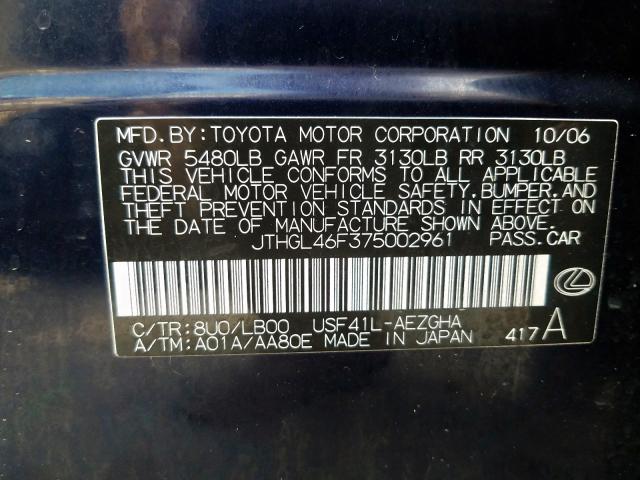 MFD.BY:TOYOTA MOTOR CORPORATION 10/06
GVWR 5480LB GAWR FR 3130LB RR 3130LB
THIS VEHICLE CONFORMS TO ALL APPLICABLE
FEDERAL MOTOR VEHICLE SAFETY,BUMPER,AND
THEFT PREVENTION STANDARDS IN EFFECT ON
THE DATE OF MANUFACTURE SHOWN ABOVE.
JTHGL46F375002961 PASS.CAR
C/TR:8U0/LB00 USF41L-AEZGHA
A/TM:A01A/AA80E MADE IN JAPAN 417A